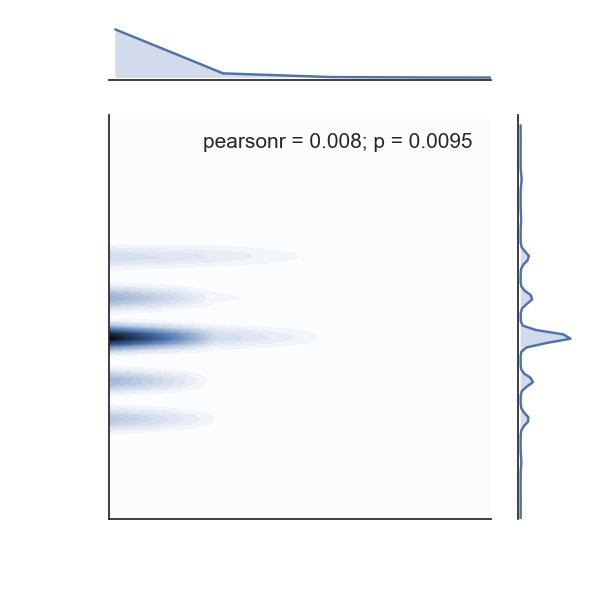 pearsonr = 0.008; p = 0.0095